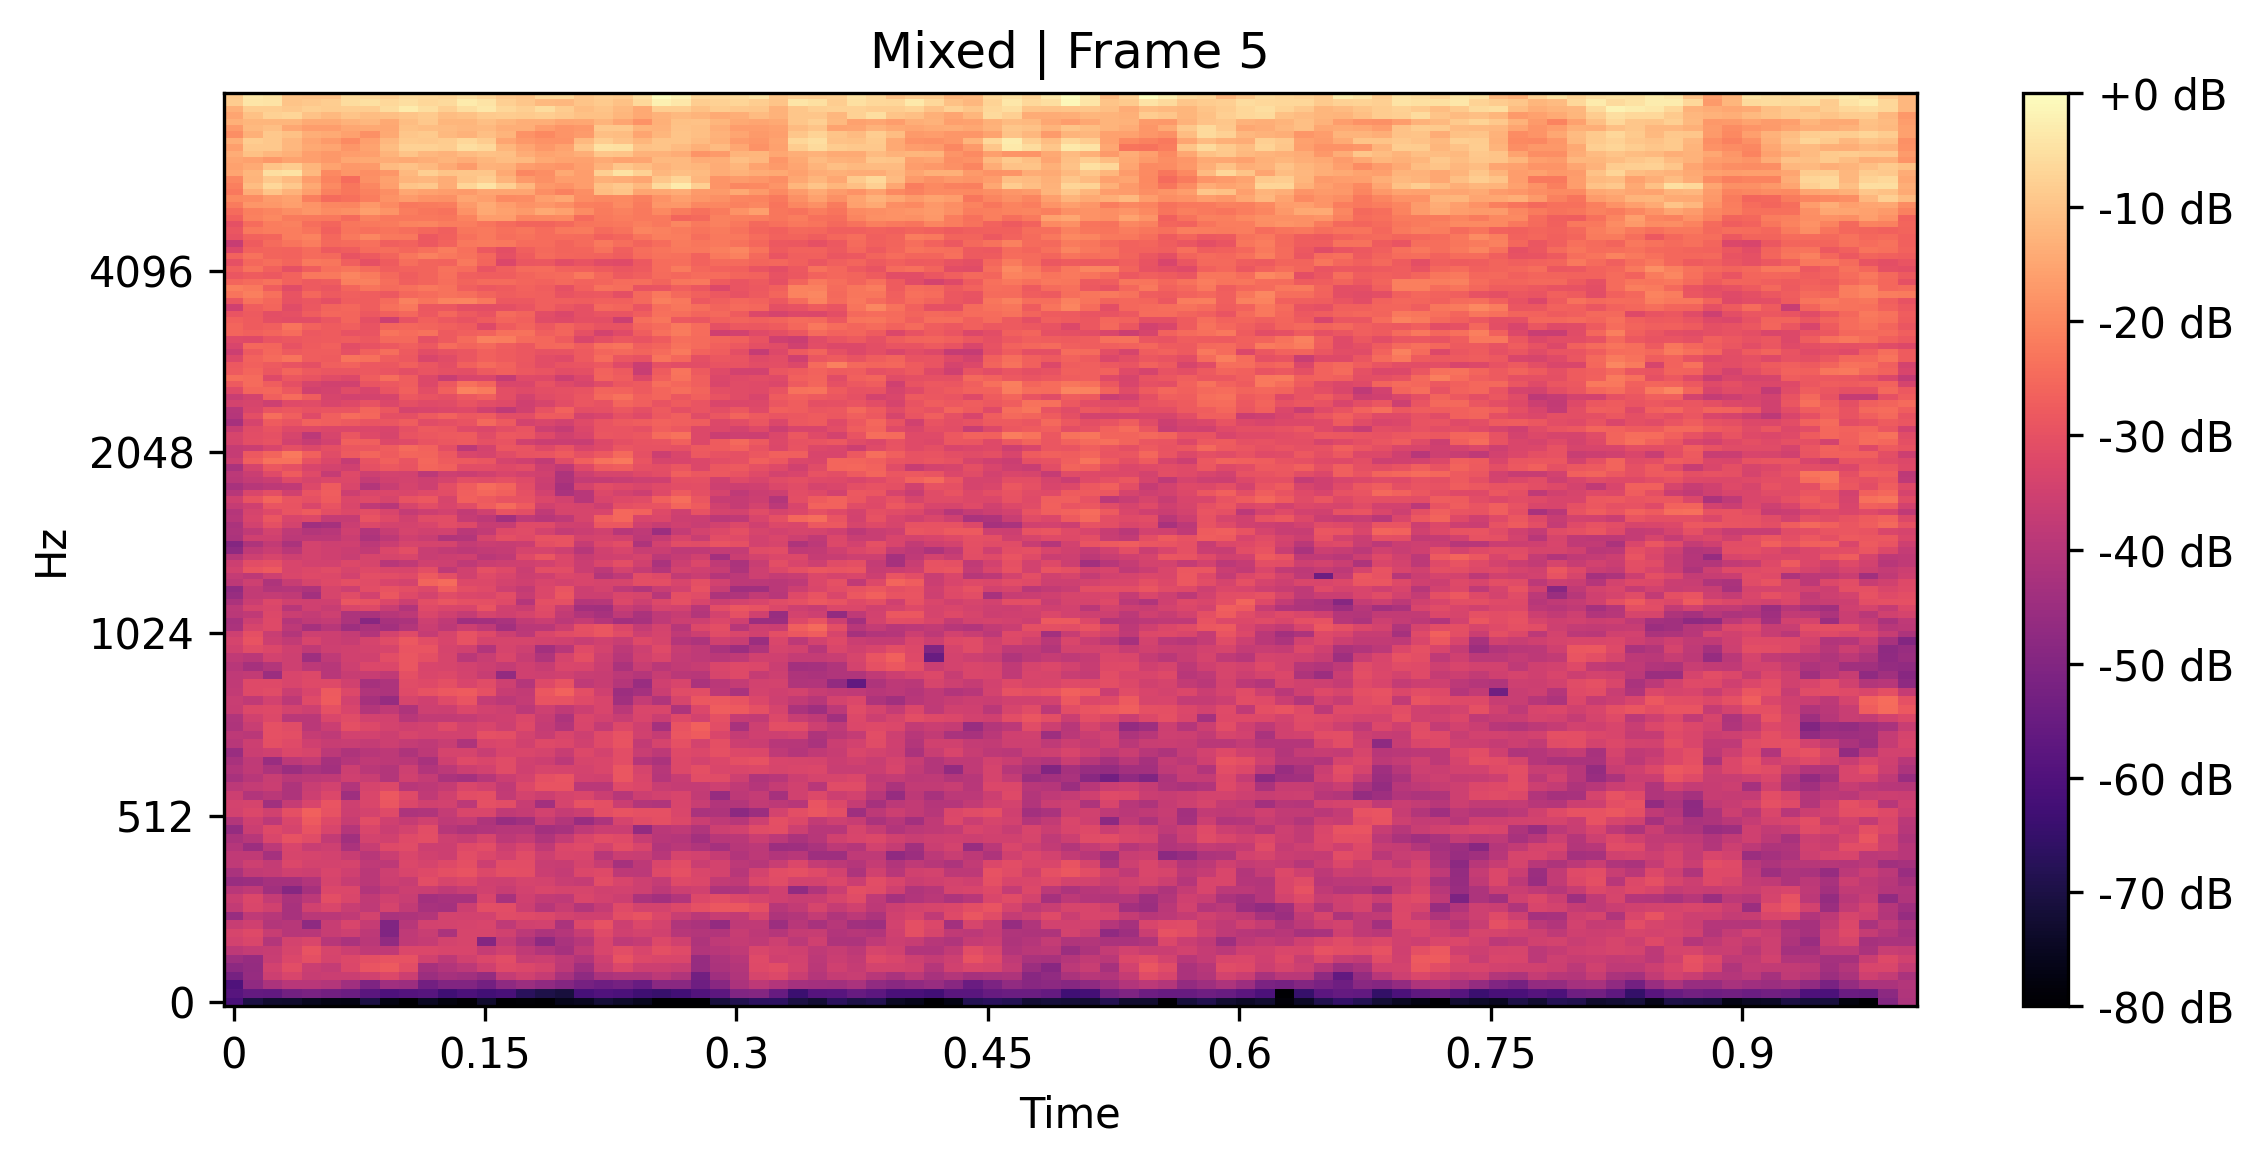 Mixed | Frame 5
+0 dB
-10 dB
-20 dB
-30 dB
-40 dB
-50 dB
-60 dB
-70 dB
-80 dB
Hz
4096
2048
1024
512
0
0 0.15 0.3 0.45 0.6 0.75 0.9
Time